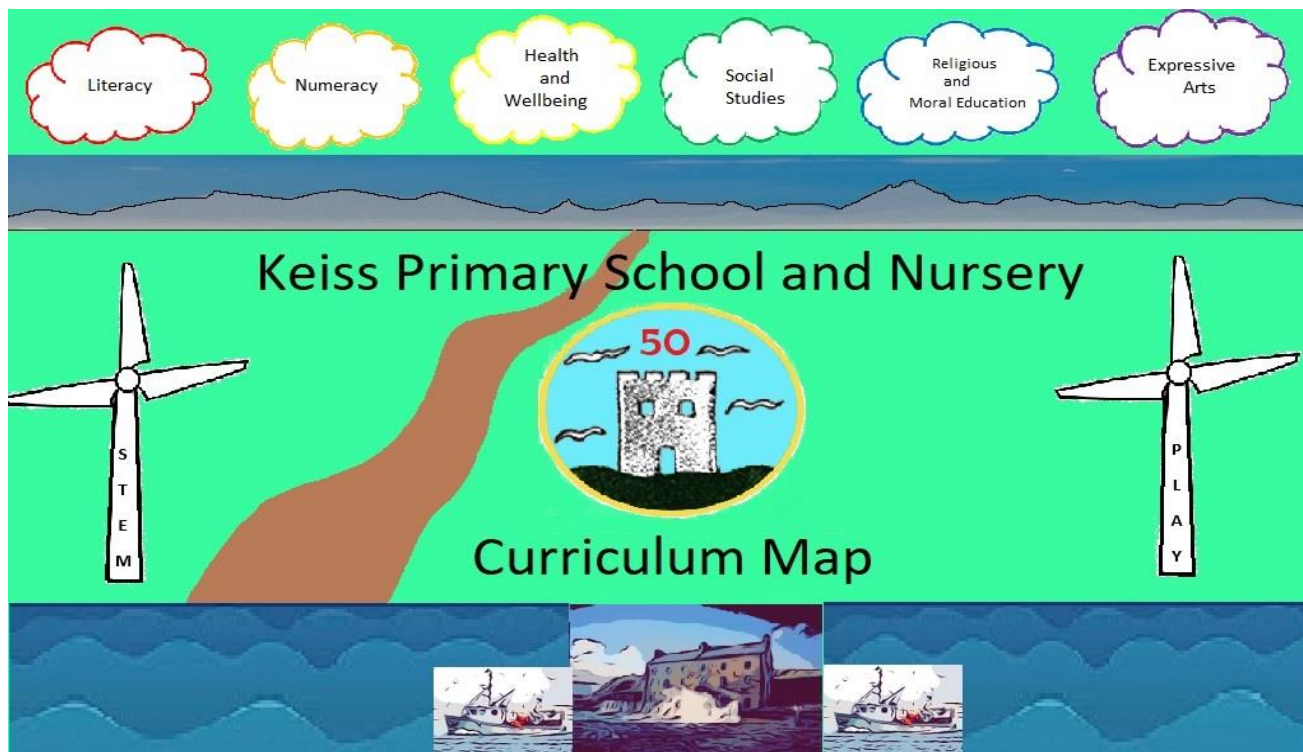 Literacy
Numeracy
Health
and
Wellbeing
Social
Studies
Religious
and
Moral Education
Expressive
Arts
Keiss Primary School and Nursery
50
S
T
E
M
P
L
A
Y
Curriculum Map